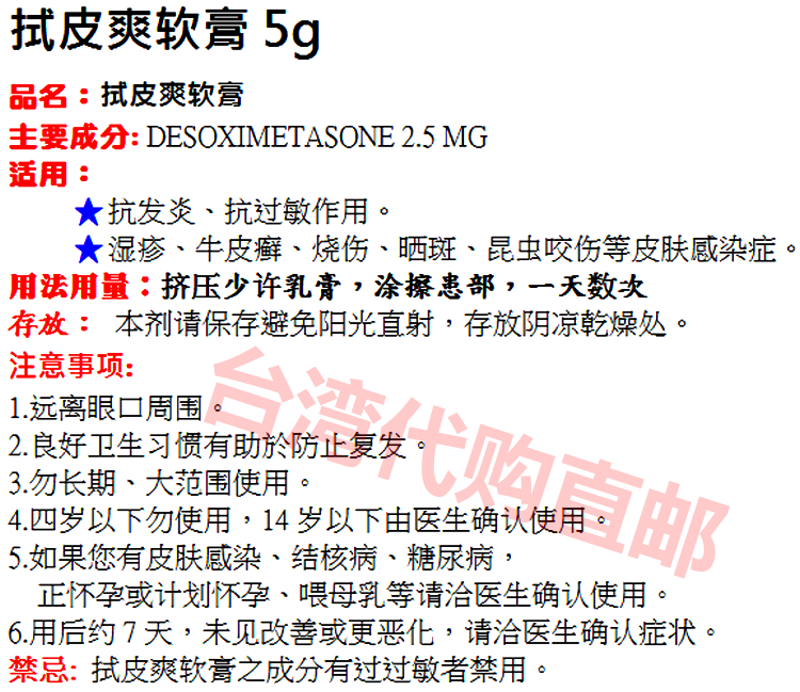 拭皮爽软膏 5g
品名：拭皮爽软膏
主要成分: DESOXIMETASONE 2.5 MG
适用：
★抗发炎、抗过敏作用。
★湿疹、牛皮癣、烧伤、晒斑、昆虫咬伤等皮肤感染症。
用法用量：挤压少许乳膏，涂擦患部，一天数次
存放： 本剂请保存避免阳光直射，存放阴凉乾燥处。
注意事项:
1.远离眼口周围。
2.良好卫生习惯有助於防止复发。
3.勿长期、大范围使用。
4.四岁以下勿使用，14 岁以下由医生确认使用。
5.如果您有皮肤感染、结核病、糖尿病，
正怀孕或计划怀孕、喂母乳等请洽医生确认使用。
6.用后约 7 天，未见改善或更恶化，请洽医生确认症状。
禁忌: 拭皮爽软膏之成分有过过敏者禁用。
台湾代购直邮